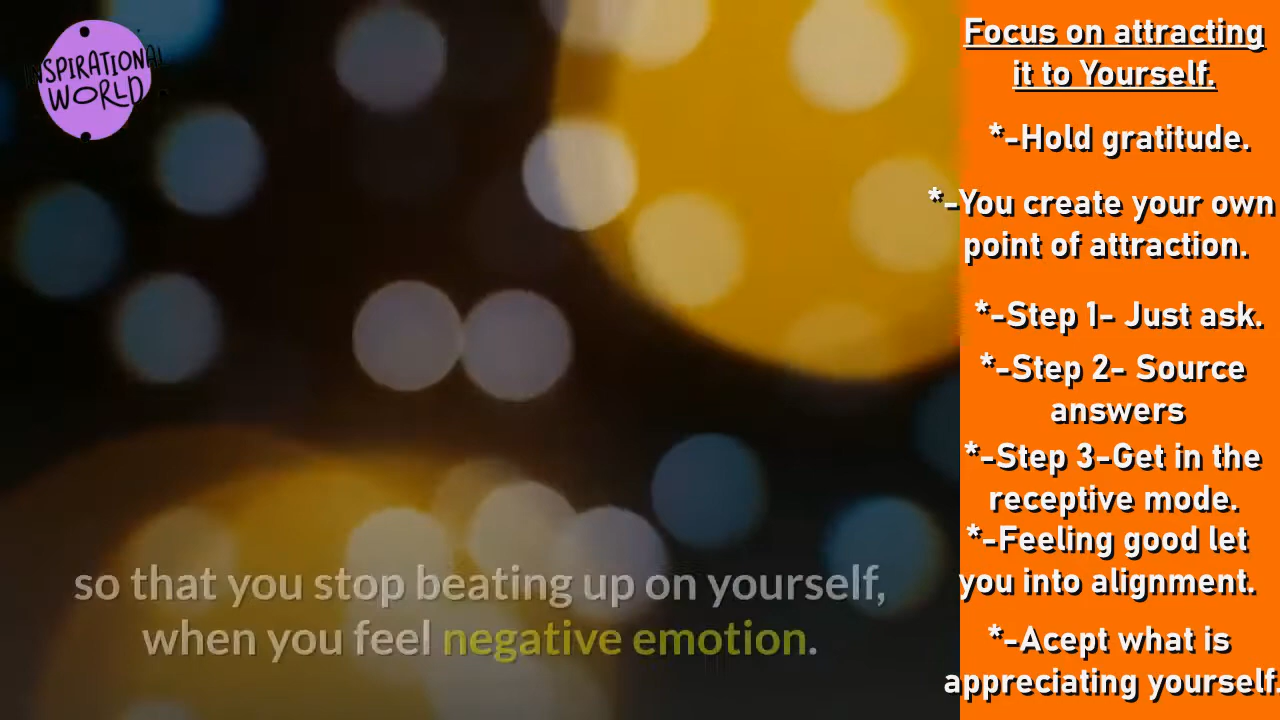 INSPIRATIONAL
WORLD
so that you stop beating up on yourself,
when you feel negative emotion.
Focus on attracting
it to Yourself.
*-Hold gratitude.
*-You create your own
point of attraction.
*-Step 1- Just ask.
*-Step 2- Source
answers
*-Step 3-Get in the
receptive mode.
*-Feeling good let
you into alignment.
*-Acept what is
appreciating yourself.